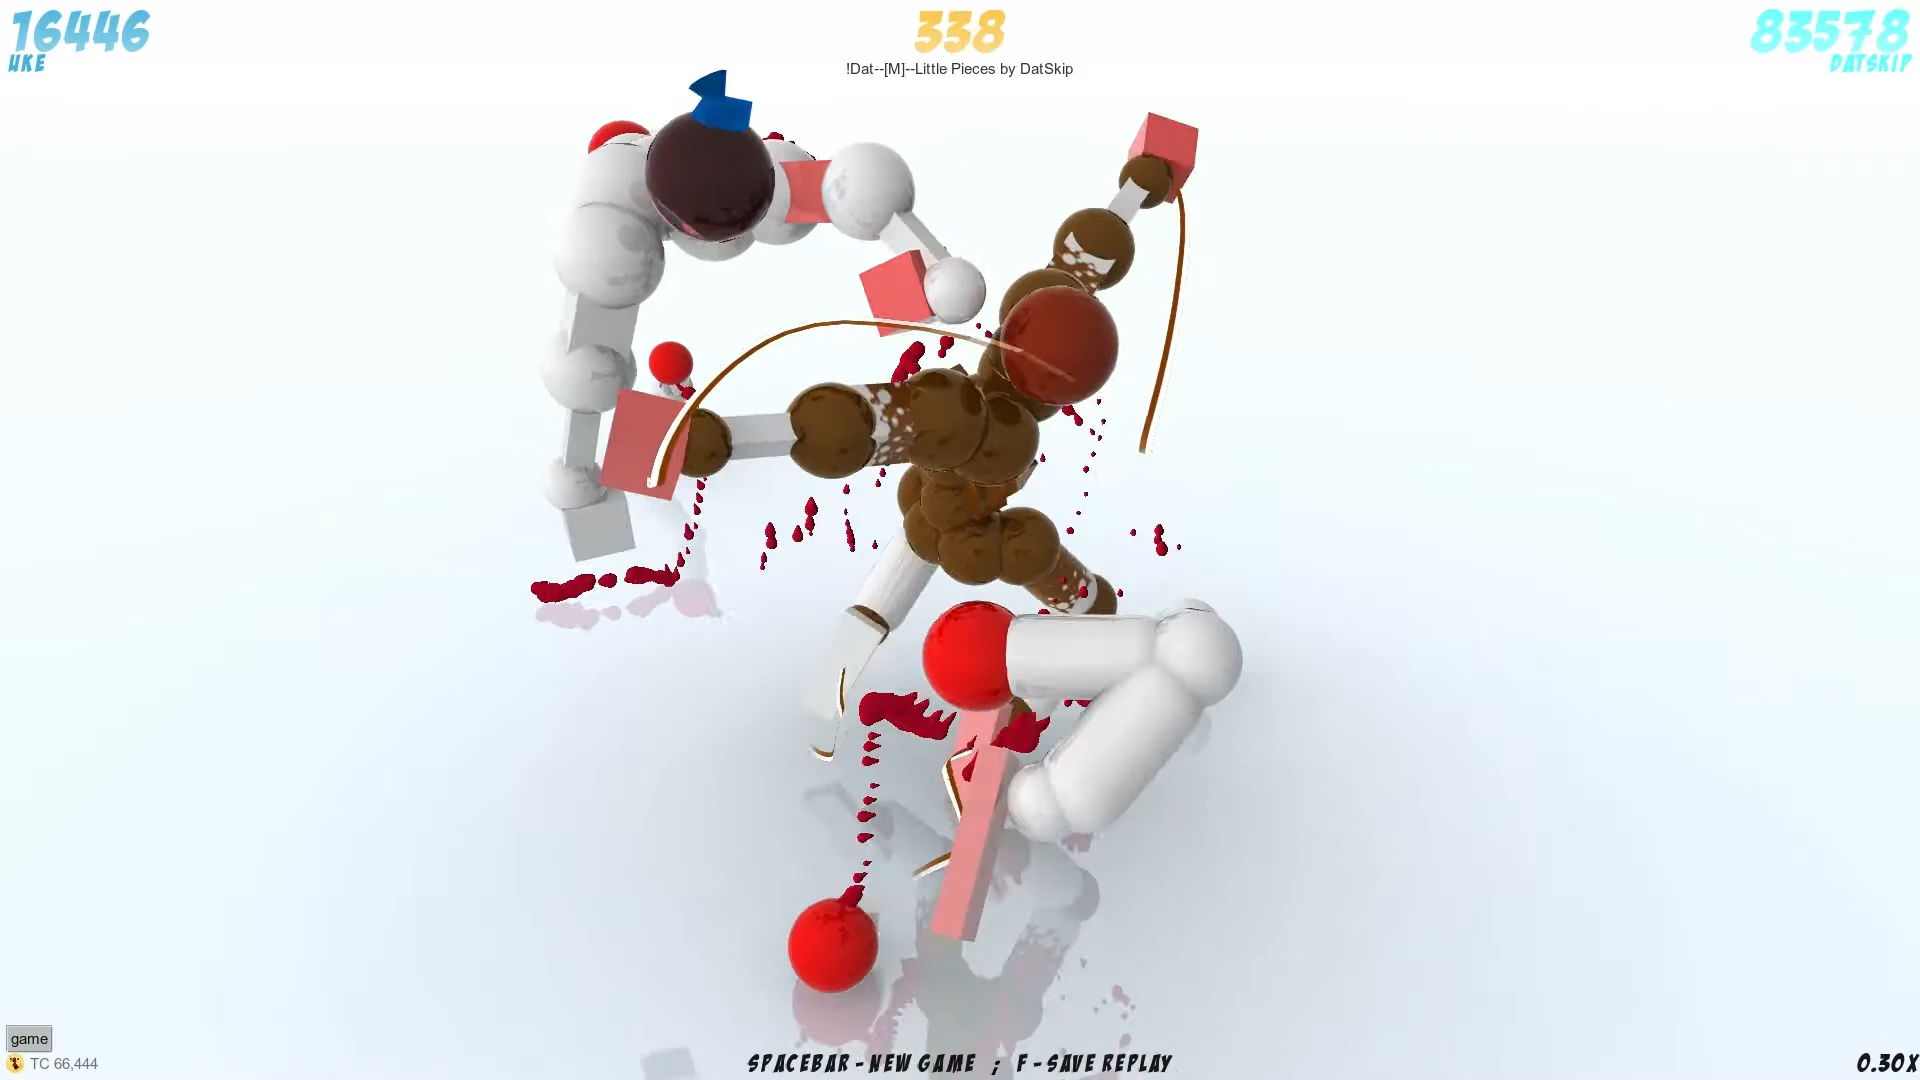 16446
UKE
338
!Dat--[M]--Little Pieces by DatSkip
83578
DATSKIP
game
TC 66,444
SPACEBAR - NEW GAME ; F - SAVE REPLAY
0.30X